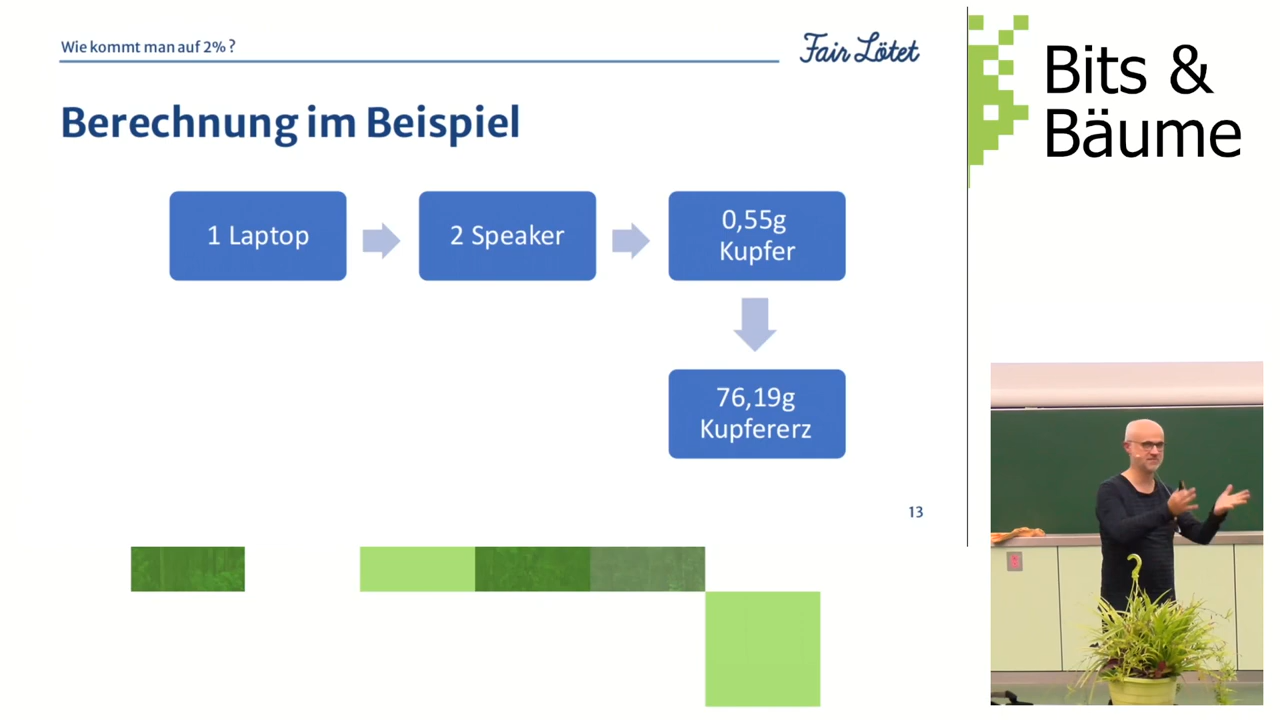 Wie kommt man auf 2% ?
Fair Lötet
Berechnung im Beispiel
1 Laptop
2 Speaker
0,55g
Kupfer
76,19g
Kupfererz
13
Bits &
Bäume